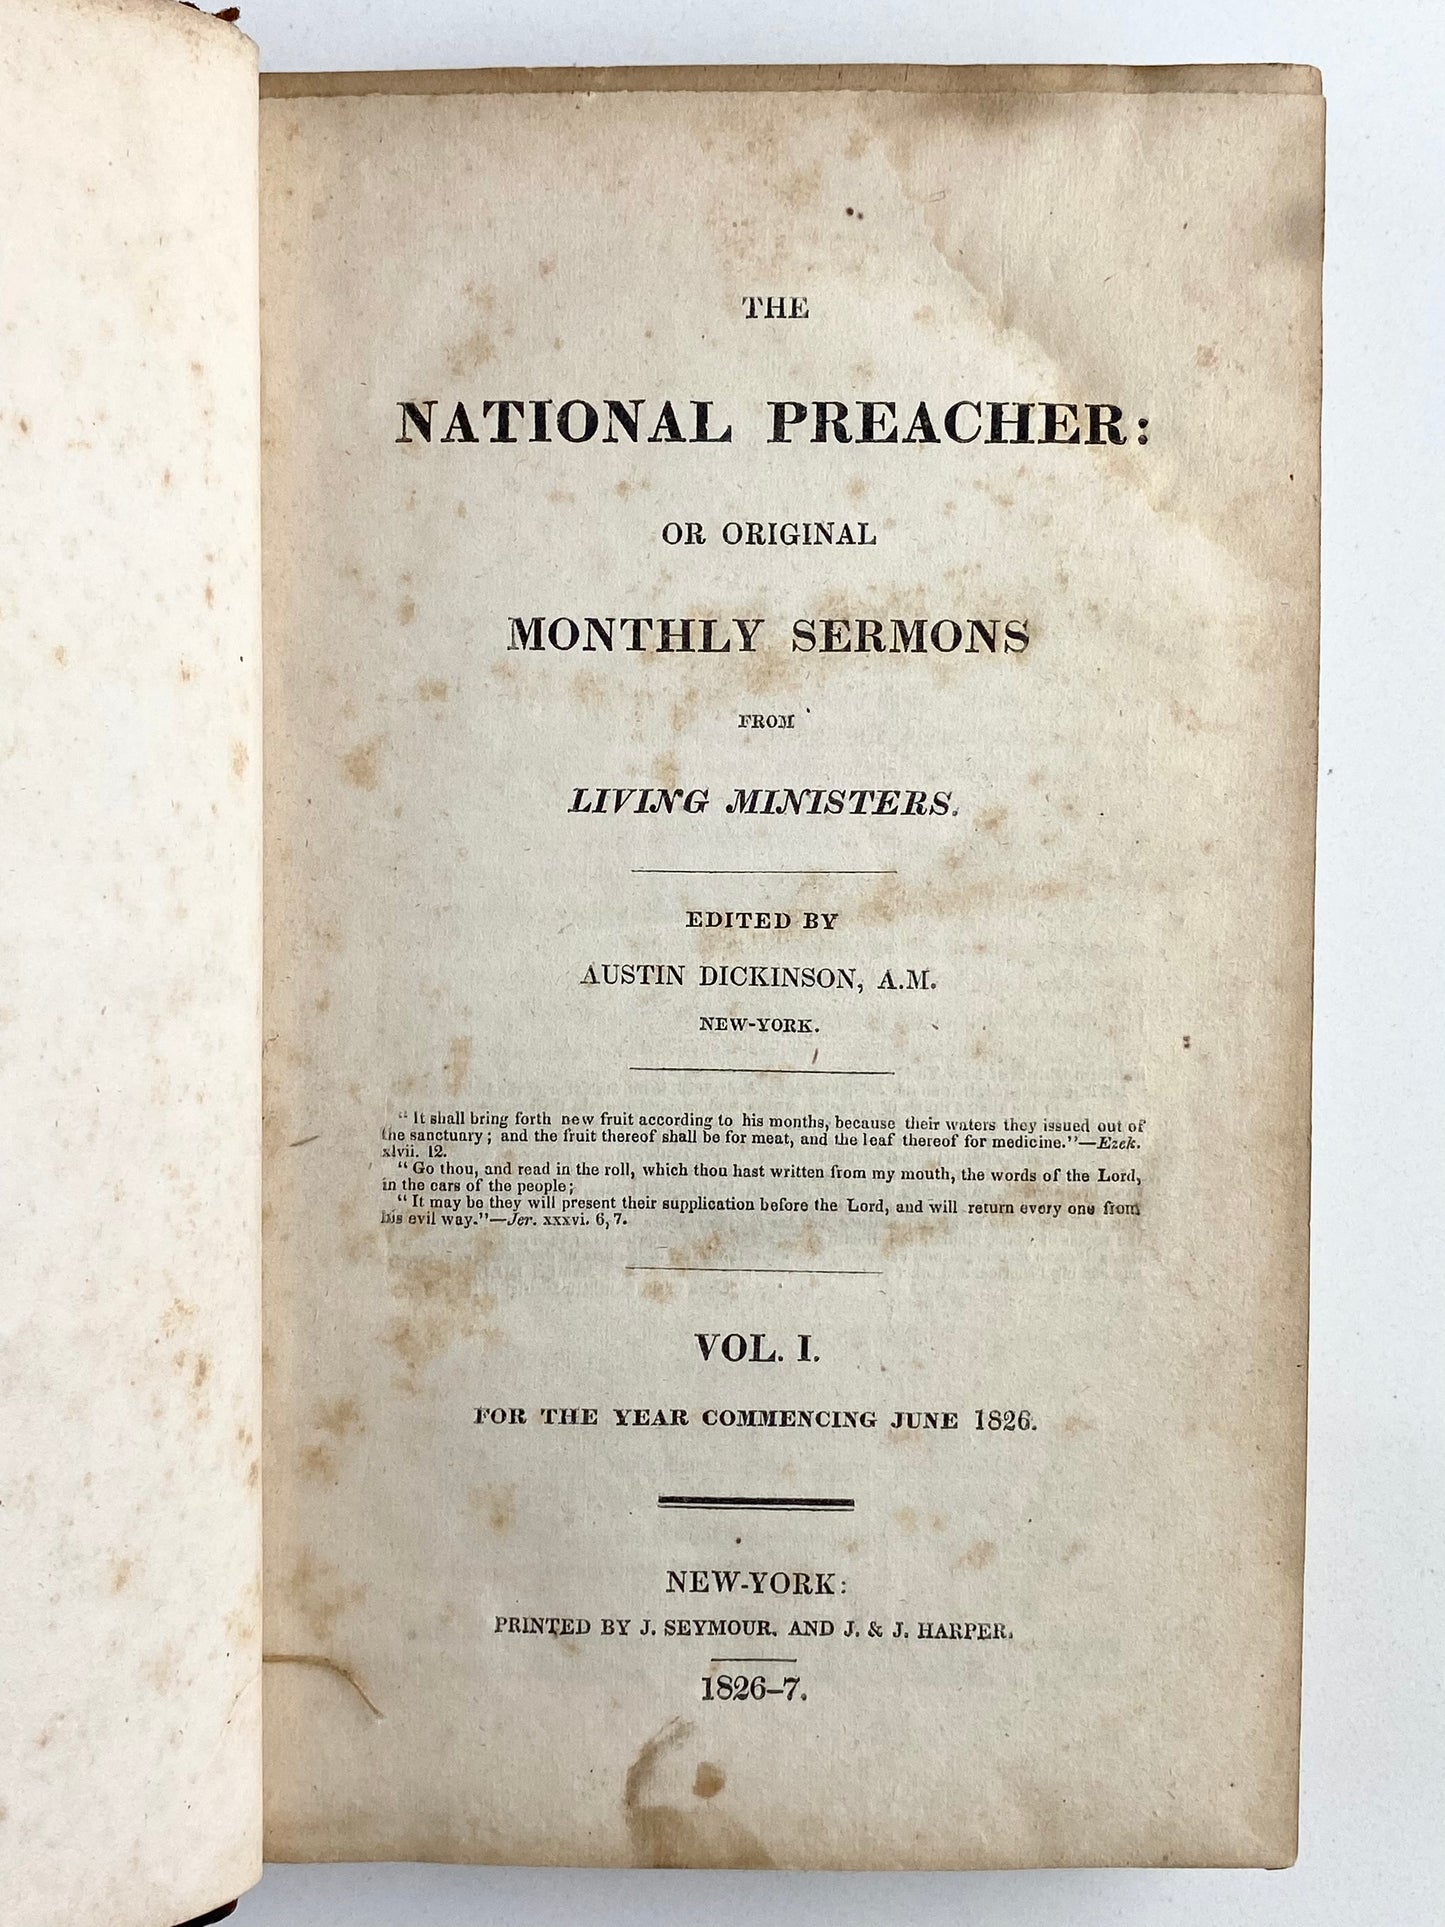 THE
NATIONAL PREACHER:
OR ORIGINAL
MONTHLY SERMONS
FROM
LIVING MINISTERS.
EDITED BY
AUSTIN DICKINSON, A.M.
NEW-YORK.
"It shall bring forth new fruit according to his months, because their waters they issued out of
the sanctuary; and the fruit thereof shall be for meat, and the leaf thereof for medicine."—Ezek.
xlvii. 12.
"Go thou, and read in the roll, which thou hast written from my mouth, the words of the Lord,
in the ears of the people;
"It may be they will present their supplication before the Lord, and will return every one from
his evil way."—Jer. xxxvi. 6, 7.
VOL. I.
FOR THE YEAR COMMENCING JUNE 1826.
NEW-YORK:
PRINTED BY J. SEYMOUR. AND J. & J. HARPER.
1826-7.